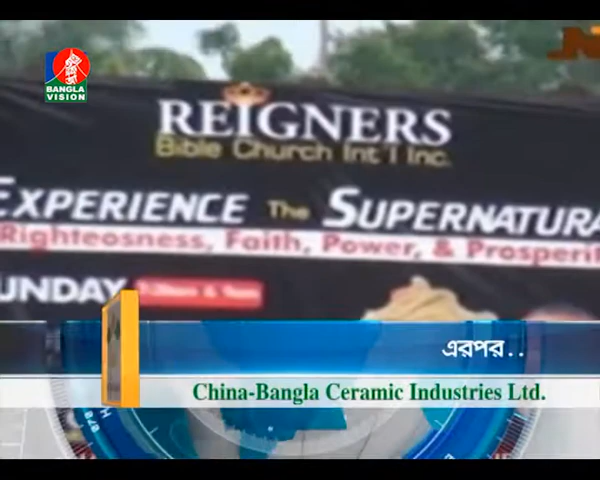 BANGLA
VISION
REIGNERS
Bible Church Int'l Inc.
EXPERIENCE The SUPERNATURA
Righteosness, Faith, Power, & Prosperit
UNDAY
এরপর..
China-Bangla Ceramic Industries Ltd.